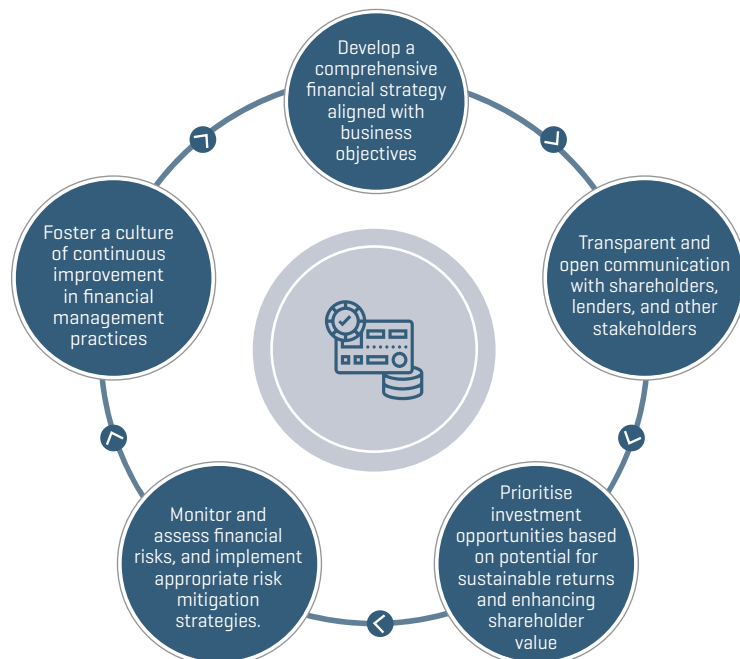 Develop a
comprehensive
financial strategy
aligned with
business
objectives
Transparent and
open communication
with shareholders,
lenders, and other
stakeholders
Prioritise
investment
opportunities based
on potential for
sustainable returns
and enhancing
shareholder
value
Monitor and
assess financial
risks, and implement
appropriate risk
mitigation
strategies.
Foster a culture
of continuous
improvement
in financial
management
practices